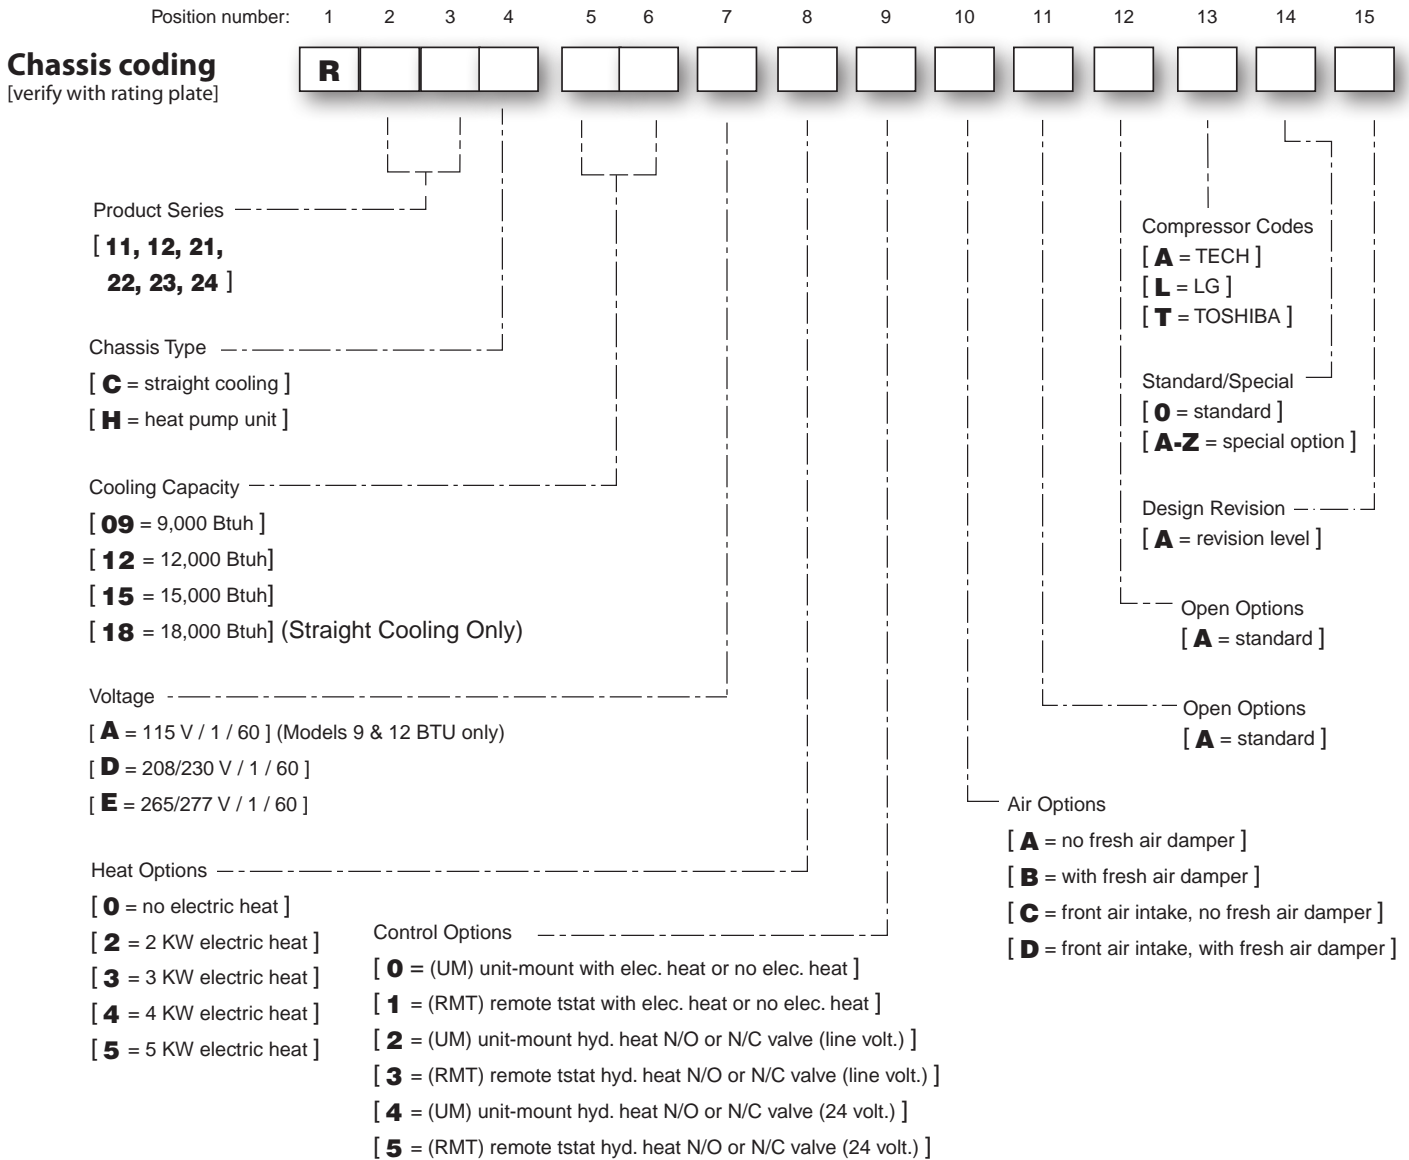 Position number: 1 2 3 4 5 6 7 8 9 10 11 12 13 14 15
Chassis coding
[verify with rating plate]
R
Product Series
[ 11, 12, 21,
22, 23, 24 ]
Chassis Type
[ C = straight cooling ]
[ H = heat pump unit ]
Cooling Capacity
[ 09 = 9,000 Btuh ]
[ 12 = 12,000 Btuh]
[ 15 = 15,000 Btuh]
[ 18 = 18,000 Btuh] (Straight Cooling Only)
Voltage
[ A = 115 V / 1 / 60 ] (Models 9 & 12 BTU only)
[ D = 208/230 V / 1 / 60 ]
[ E = 265/277 V / 1 / 60 ]
Heat Options
[ 0 = no electric heat ]
[ 2 = 2 KW electric heat ]
[ 3 = 3 KW electric heat ]
[ 4 = 4 KW electric heat ]
[ 5 = 5 KW electric heat ]
Control Options
[ 0 = (UM) unit-mount with elec. heat or no elec. heat ]
[ 1 = (RMT) remote tstat with elec. heat or no elec. heat ]
[ 2 = (UM) unit-mount hyd. heat N/O or N/C valve (line volt.) ]
[ 3 = (RMT) remote tstat hyd. heat N/O or N/C valve (line volt.) ]
[ 4 = (UM) unit-mount hyd. heat N/O or N/C valve (24 volt.) ]
[ 5 = (RMT) remote tstat hyd. heat N/O or N/C valve (24 volt.) ]
Compressor Codes
[ A = TECH ]
[ L = LG ]
[ T = TOSHIBA ]
Standard/Special
[ 0 = standard ]
[ A-Z = special option ]
Design Revision
[ A = revision level ]
Open Options
[ A = standard ]
Open Options
[ A = standard ]
Air Options
[ A = no fresh air damper ]
[ B = with fresh air damper ]
[ C = front air intake, no fresh air damper ]
[ D = front air intake, with fresh air damper ]